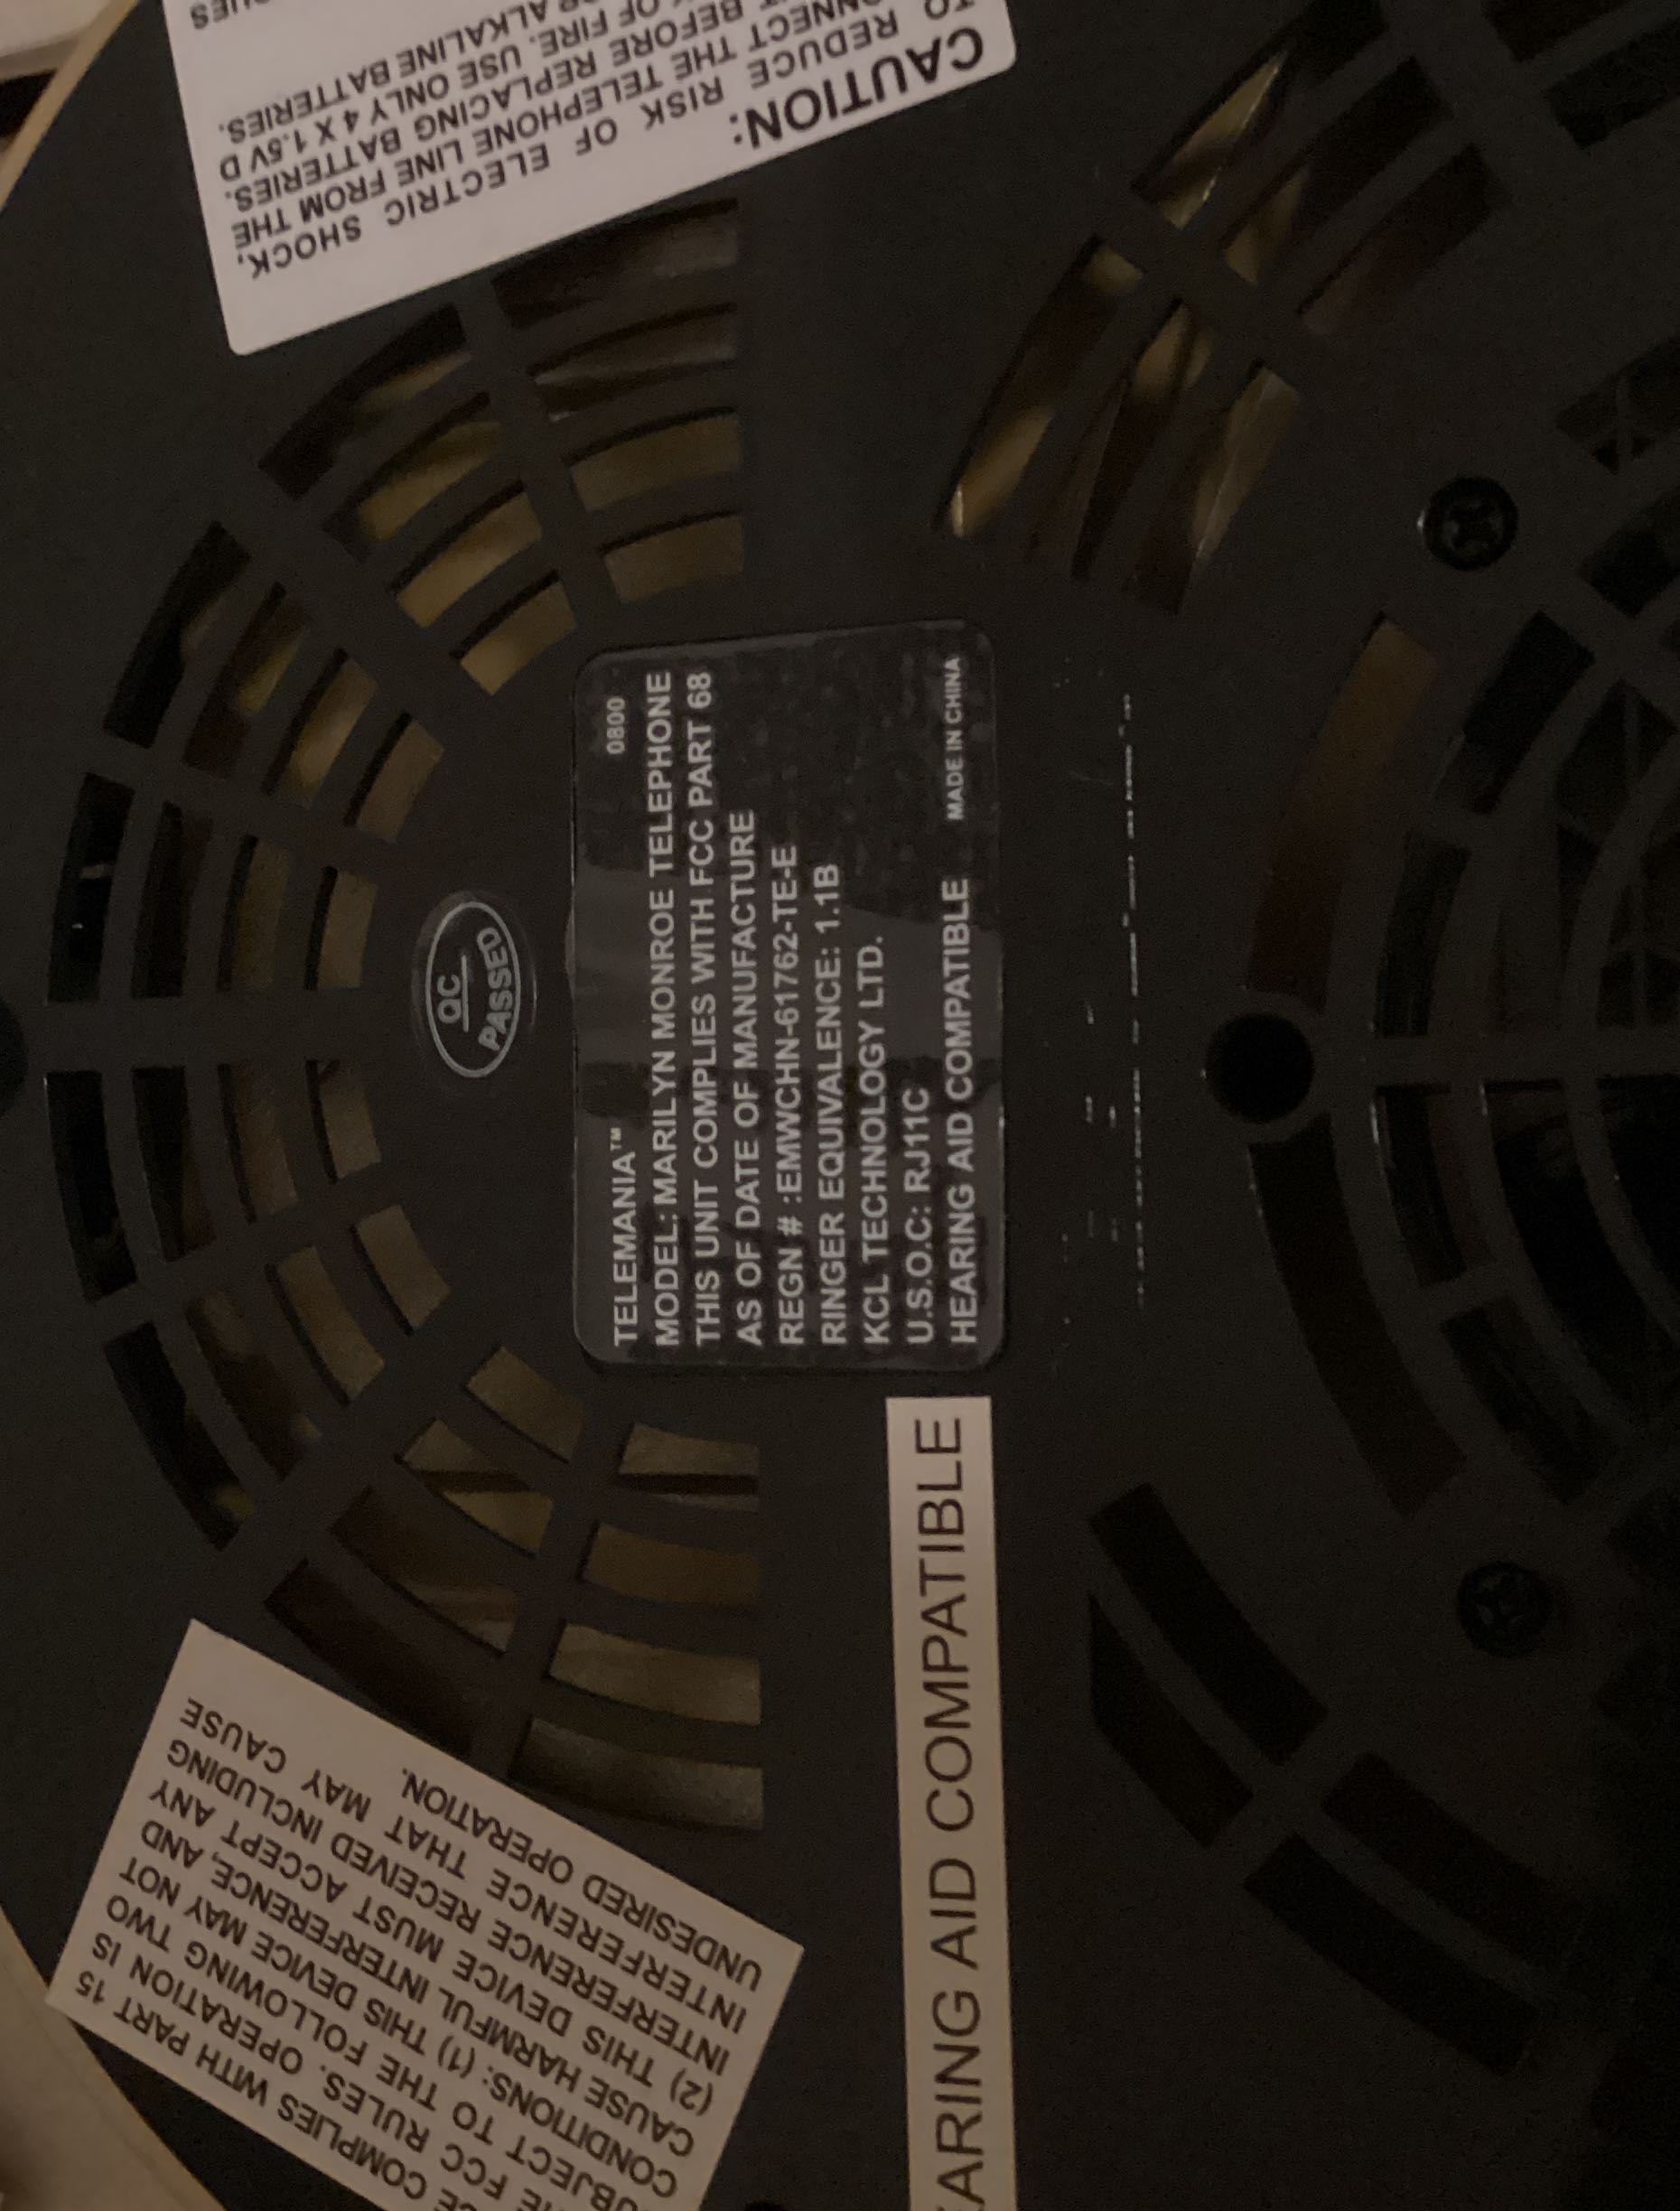 TELEMANIA™ 0800
MODEL: MARILYN MONROE TELEPHONE
THIS UNIT COMPLIES WITH FCC PART 68
AS OF DATE OF MANUFACTURE
REGN # :EMWCHN-61762-TE-E
RINGER EQUIVALENCE: 1.1B
KCL TECHNOLOGY LTD.
U.S.O.C: RJ11C
HEARING AID COMPATIBLE MADE IN CHINA
QC
PASSED
EARING AID COMPATIBLE
CAUTION:
TO REDUCE RISK OF ELECTRIC SHOCK,
THE TELEPHONE LINE FROM THE
BEFORE REPLACING BATTERIES.
OF FIRE. USE ONLY 4 X 1.5V D
ALKALINE BATTERIES.
COMPLIES WITH PART 15
FCC RULES. OPERATION IS
TO THE FOLLOWING TWO
CONDITIONS: (1) THIS DEVICE MAY NOT
CAUSE HARMFUL INTERFERENCE, AND
(2) THIS DEVICE MUST ACCEPT ANY
INTERFERENCE RECEIVED INCLUDING
INTERFERENCE THAT MAY CAUSE
UNDESIRED OPERATION.